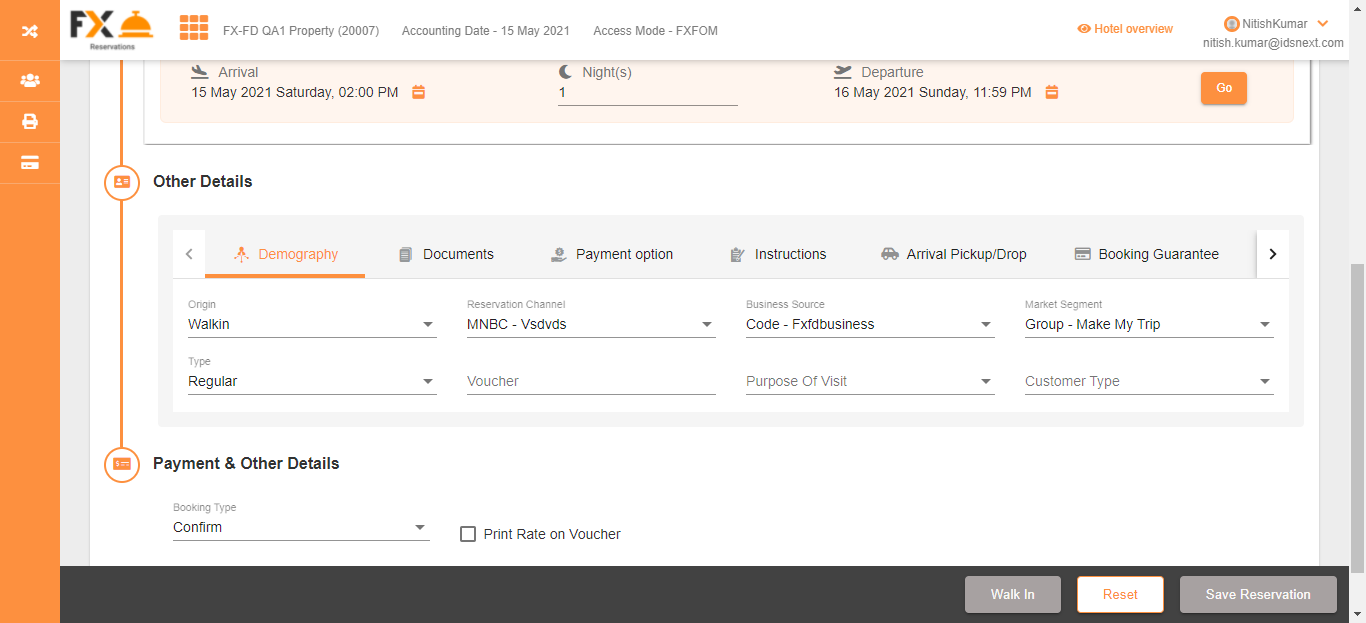 FX
Reservations
FX-FD QA1 Property (20007) Accounting Date - 15 May 2021 Access Mode - FXFOM
Hotel overview
NitishKumar
nitish.kumar@idsnext.com
Arrival Night(s) Departure
15 May 2021 Saturday, 02:00 PM 1 16 May 2021 Sunday, 11:59 PM Go
Other Details
Demography Documents Payment option Instructions Arrival Pickup/Drop Booking Guarantee
Origin Reservation Channel Business Source Market Segment
Walkin MNBC - Vsdvds Code - Fxfdbusiness Group - Make My Trip
Type
Regular Voucher Purpose Of Visit Customer Type
Payment & Other Details
Booking Type
Confirm Print Rate on Voucher
Walk In Reset Save Reservation